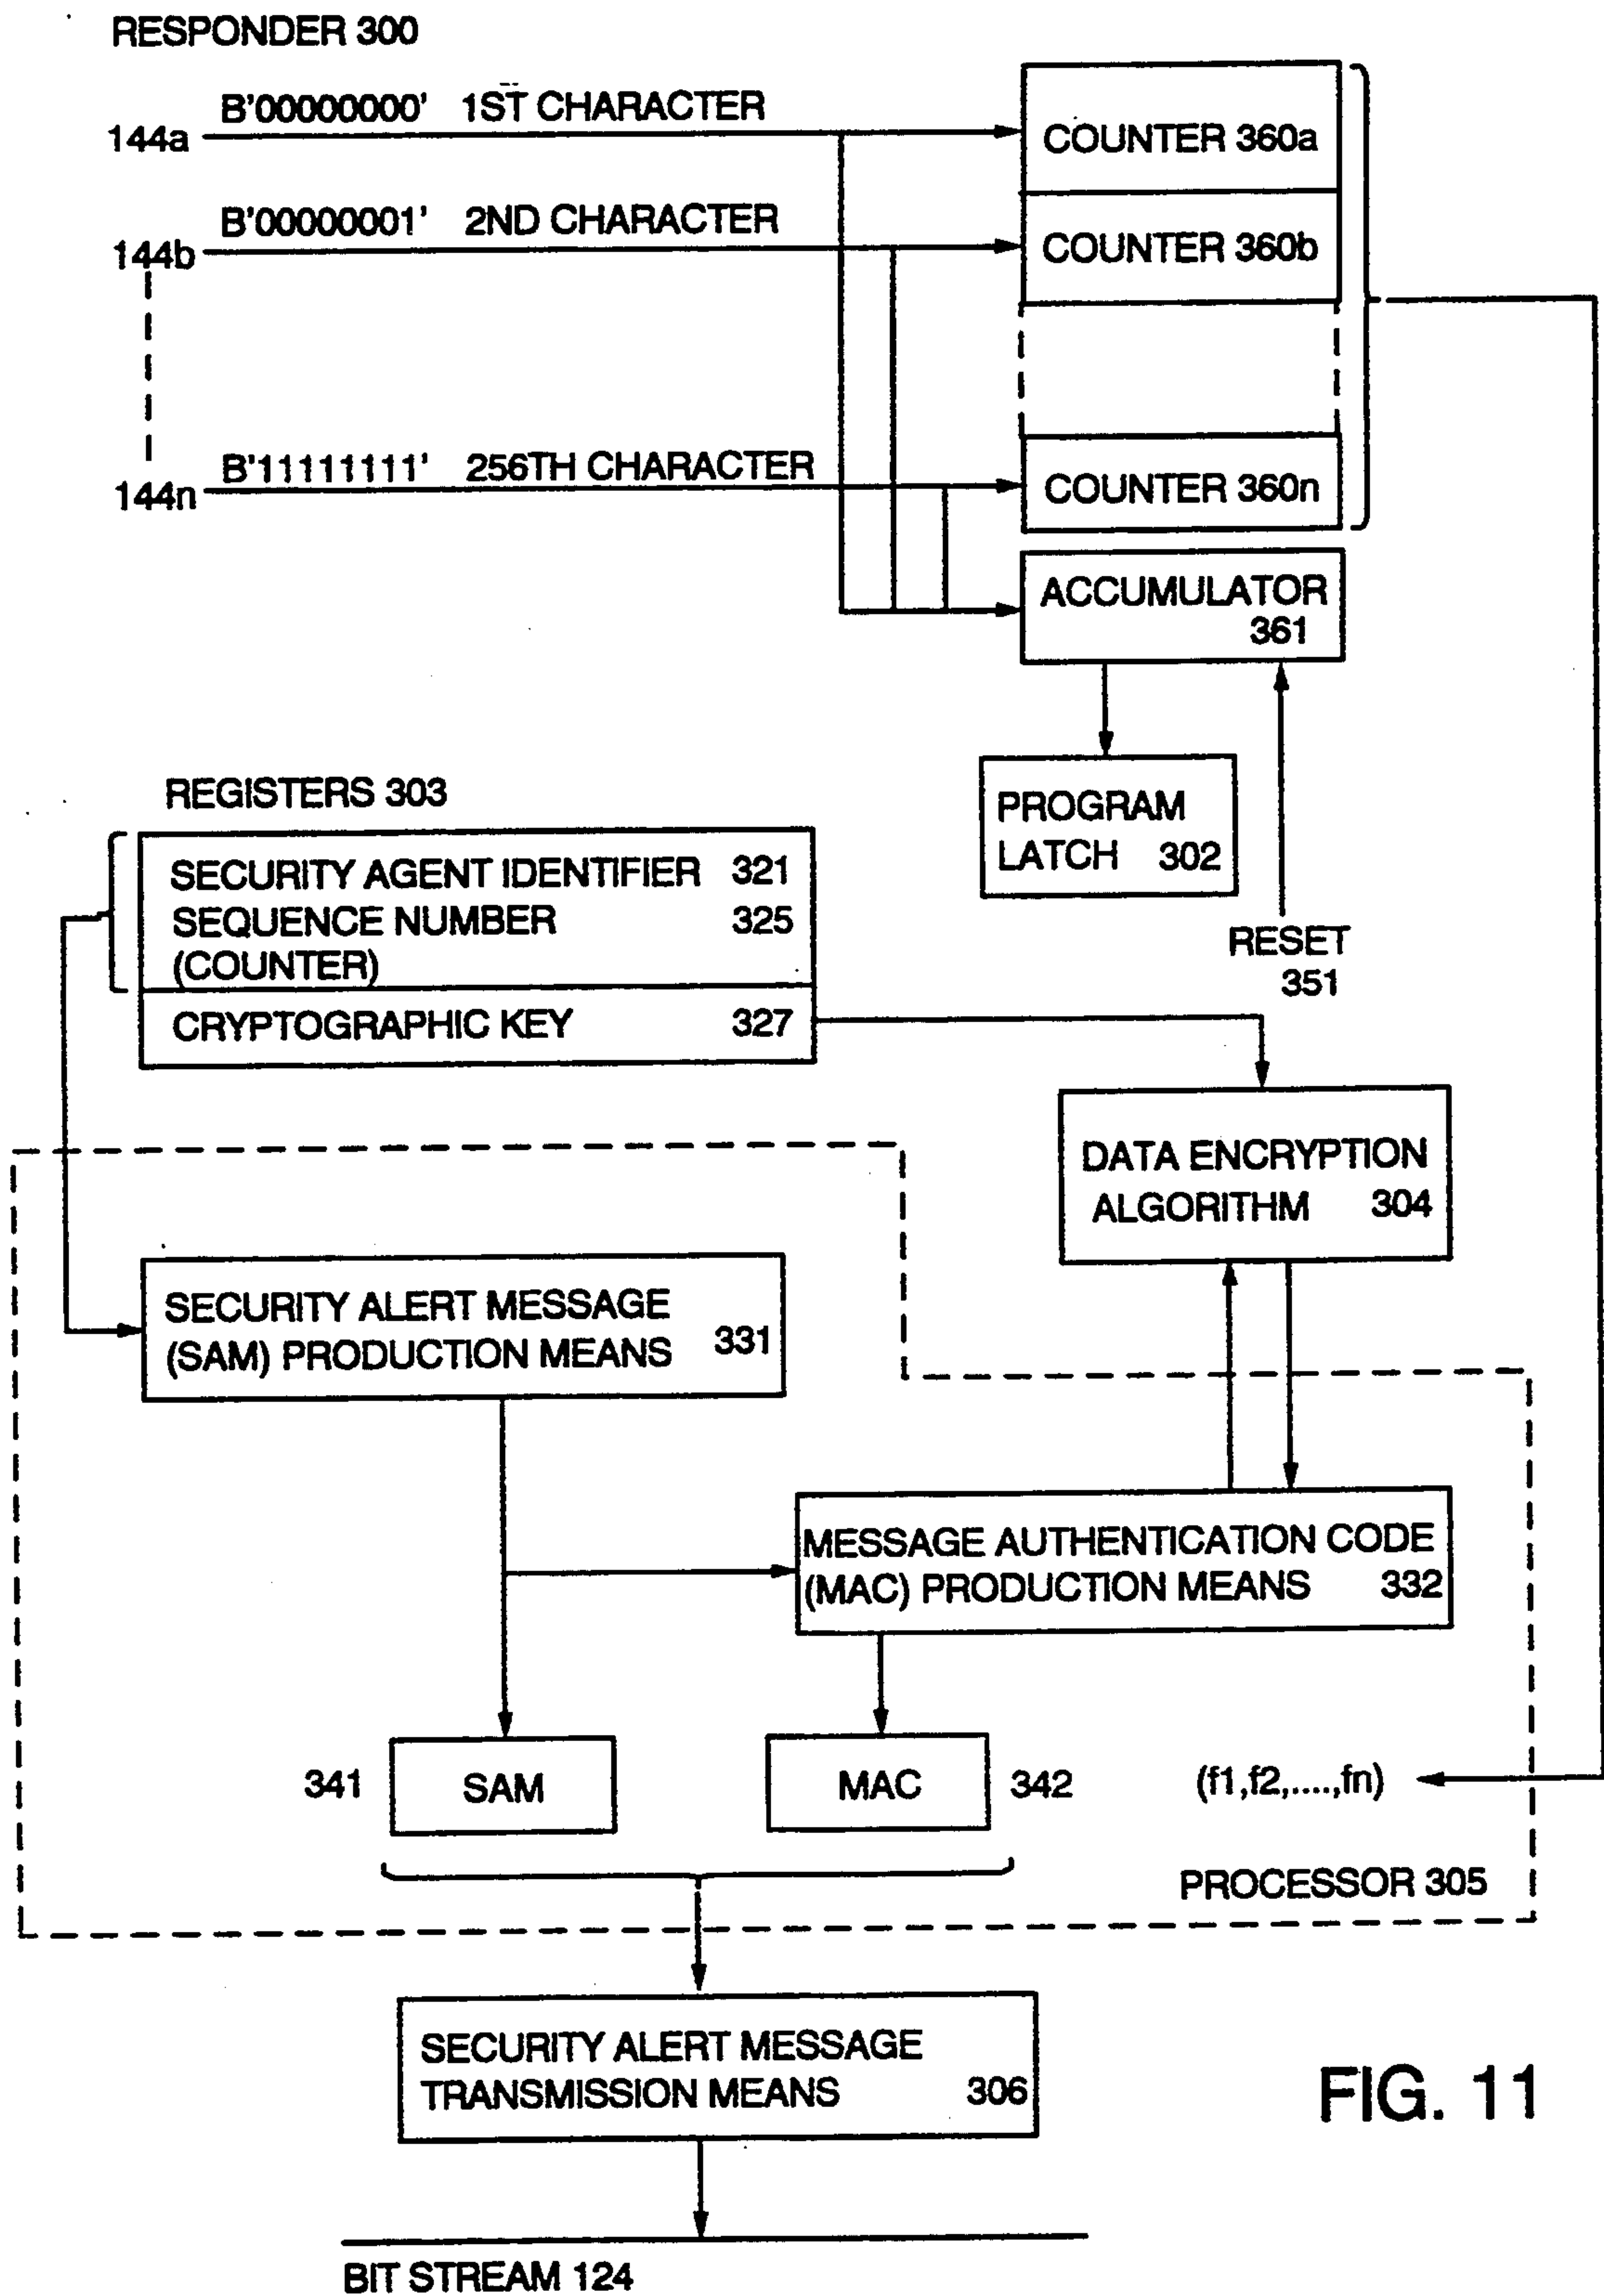 RESPONDER 300
B'00000000' 1ST CHARACTER
144a
COUNTER 360a
B'00000001' 2ND CHARACTER
144b
COUNTER 360b
B'11111111' 256TH CHARACTER
144n
COUNTER 360n
ACCUMULATOR
361
PROGRAM
LATCH 302
RESET
351
REGISTERS 303
SECURITY AGENT IDENTIFIER 321
SEQUENCE NUMBER 325
(COUNTER)
CRYPTOGRAPHIC KEY 327
DATA ENCRYPTION
ALGORITHM 304
SECURITY ALERT MESSAGE
(SAM) PRODUCTION MEANS 331
MESSAGE AUTHENTICATION CODE
(MAC) PRODUCTION MEANS 332
341 SAM
MAC 342
(f1,f2,....,fn)
PROCESSOR 305
SECURITY ALERT MESSAGE
TRANSMISSION MEANS 306
FIG. 11
BIT STREAM 124